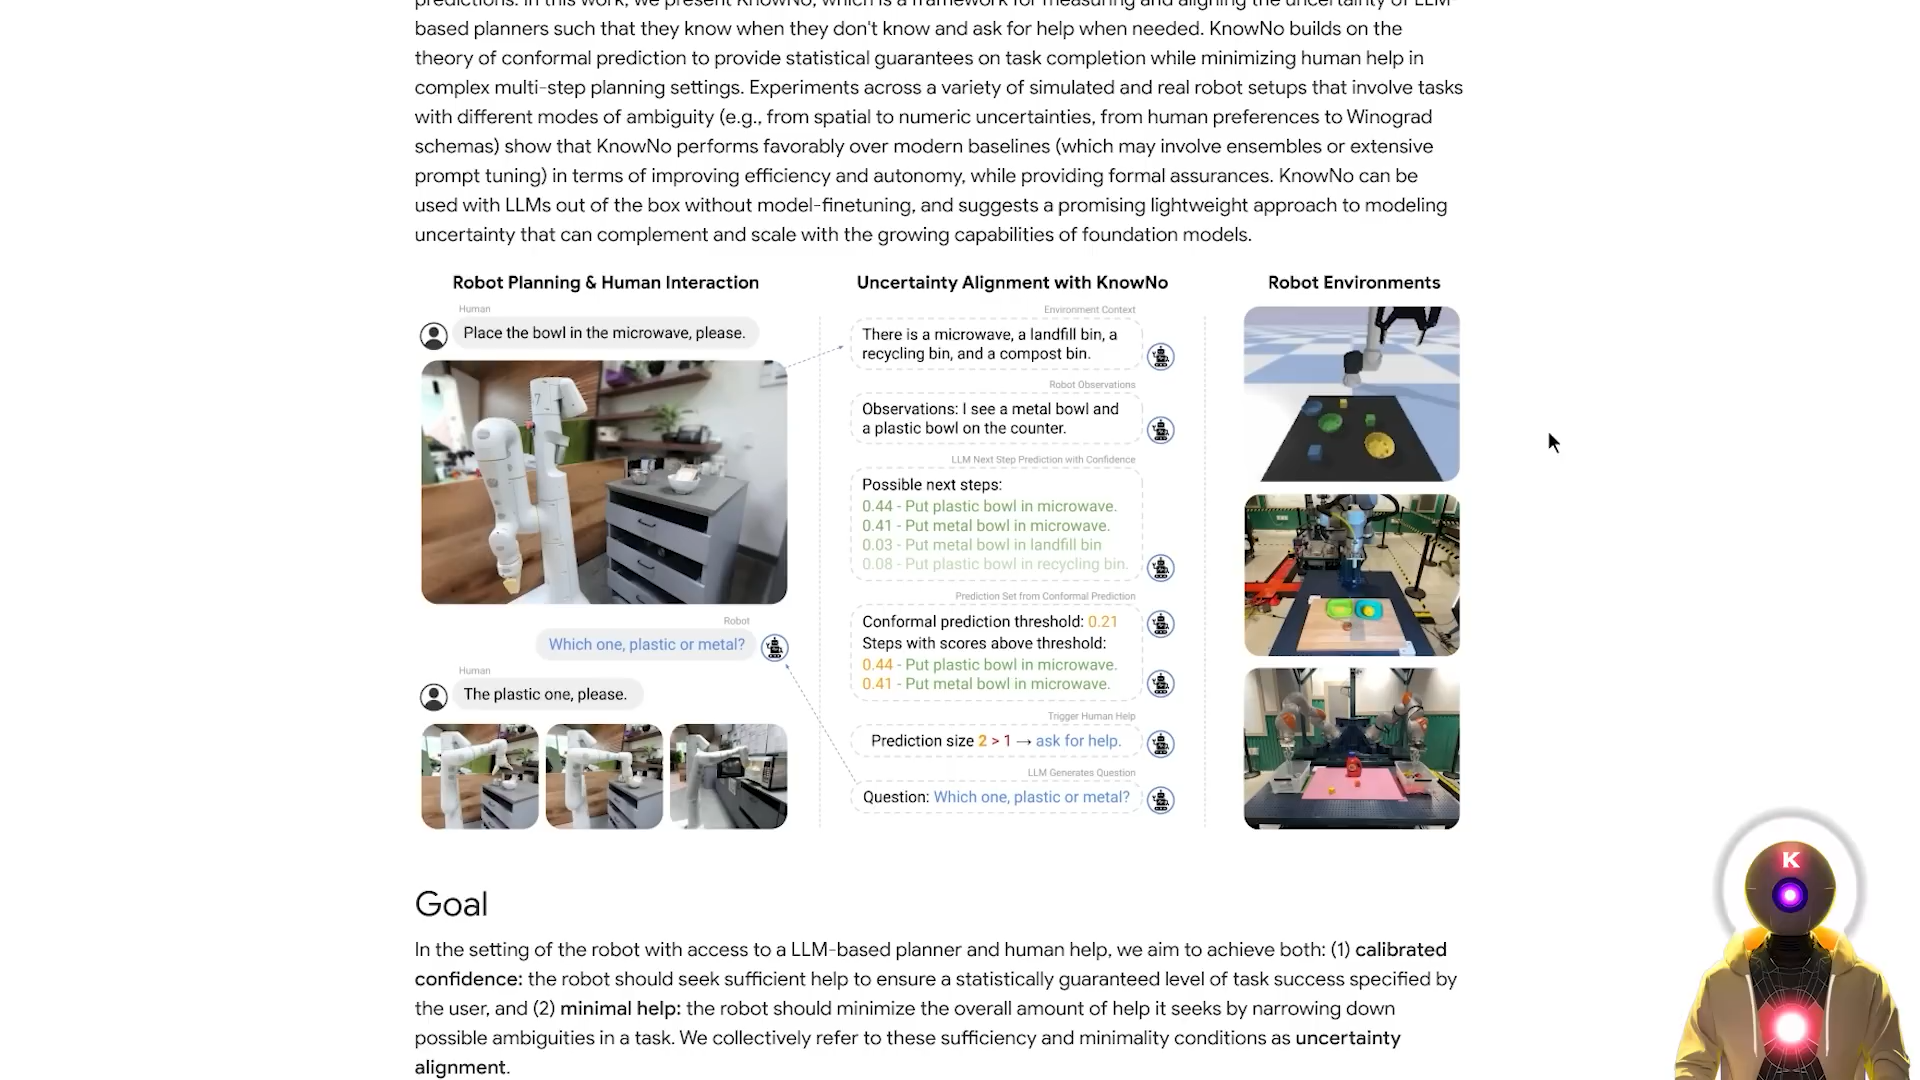 predictions. In this work, we present KnowNo, which is a framework for measuring and aligning the uncertainty of LLM-
based planners such that they know when they don't know and ask for help when needed. KnowNo builds on the
theory of conformal prediction to provide statistical guarantees on task completion while minimizing human help in
complex multi-step planning settings. Experiments across a variety of simulated and real robot setups that involve tasks
with different modes of ambiguity (e.g., from spatial to numeric uncertainties, from human preferences to Winograd
schemas) show that KnowNo performs favorably over modern baselines (which may involve ensembles or extensive
prompt tuning) in terms of improving efficiency and autonomy, while providing formal assurances. KnowNo can be
used with LLMs out of the box without model-finetuning, and suggests a promising lightweight approach to modeling
uncertainty that can complement and scale with the growing capabilities of foundation models.
Robot Planning & Human Interaction
Human
Place the bowl in the microwave, please.
Robot
Which one, plastic or metal?
Human
The plastic one, please.
Uncertainty Alignment with KnowNo
Environment Context
There is a microwave, a landfill bin, a
recycling bin, and a compost bin.
Robot Observations
Observations: I see a metal bowl and
a plastic bowl on the counter.
LLM Next Step Prediction with Confidence
Possible next steps:
0.44 - Put plastic bowl in microwave.
0.41 - Put metal bowl in microwave.
0.03 - Put metal bowl in landfill bin
0.08 - Put plastic bowl in recycling bin.
Prediction Set from Conformal Prediction
Conformal prediction threshold: 0.21
Steps with scores above threshold:
0.44 - Put plastic bowl in microwave.
0.41 - Put metal bowl in microwave.
Trigger Human Help
Prediction size 2 > 1 → ask for help.
LLM Generates Question
Question: Which one, plastic or metal?
Robot Environments
Goal
In the setting of the robot with access to a LLM-based planner and human help, we aim to achieve both: (1) calibrated
confidence: the robot should seek sufficient help to ensure a statistically guaranteed level of task success specified by
the user, and (2) minimal help: the robot should minimize the overall amount of help it seeks by narrowing down
possible ambiguities in a task. We collectively refer to these sufficiency and minimality conditions as uncertainty
alignment.
K